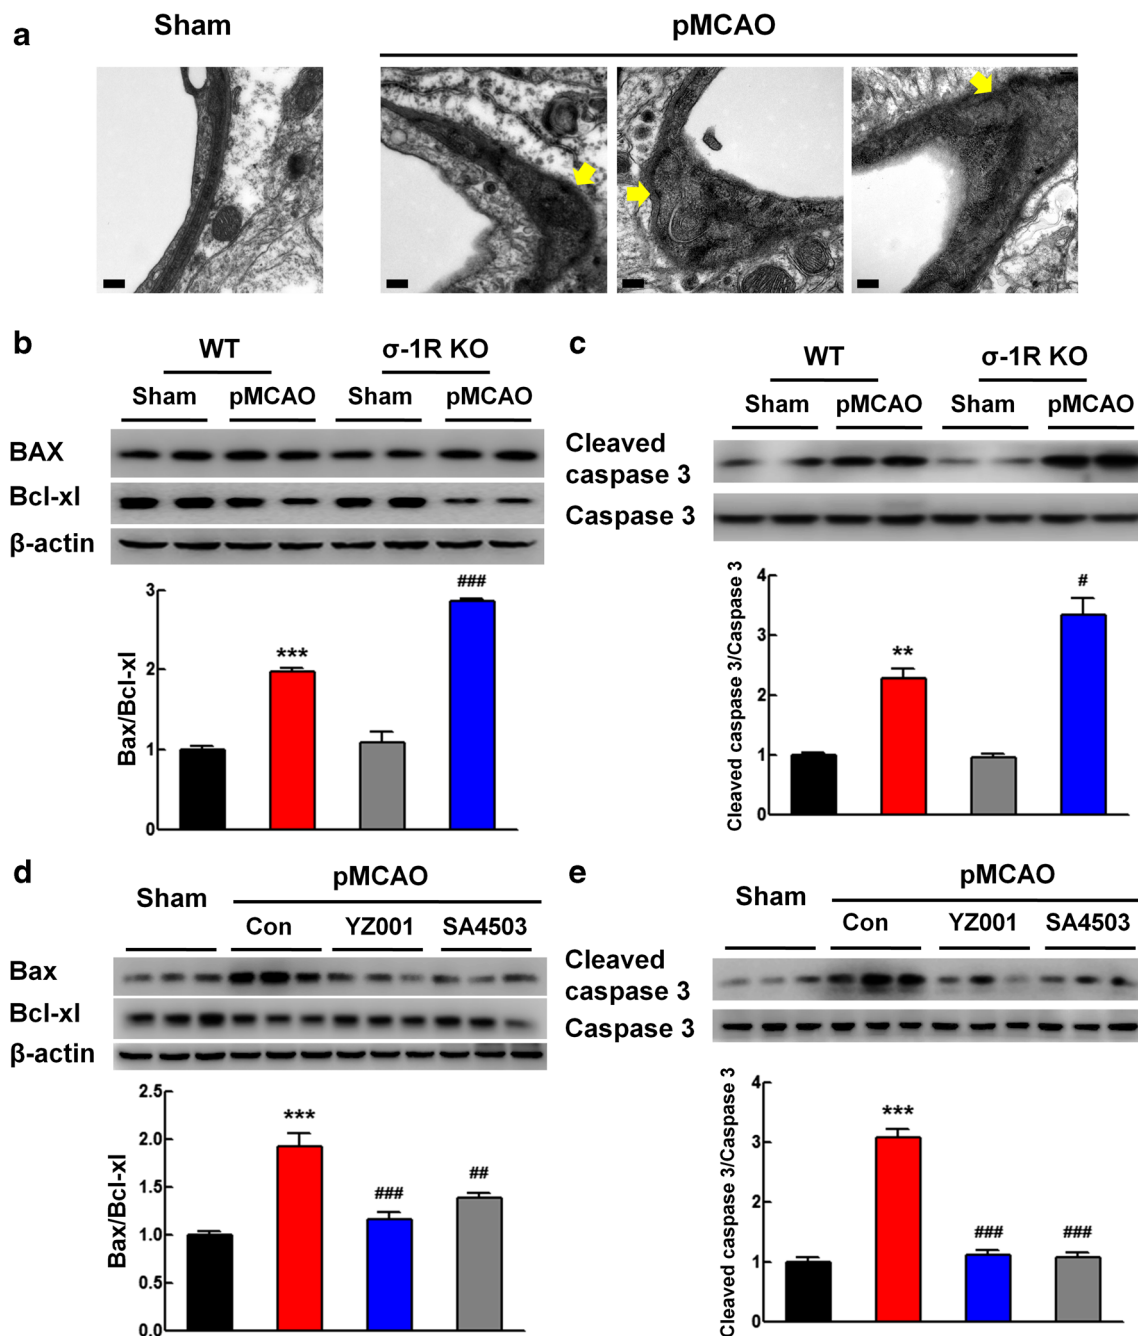 a
Sham
pMCAO
b
WT
σ-1R KO
Sham
pMCAO
Sham
pMCAO
BAX
Bcl-xl
β-actin
Bax/Bcl-xl
3
2
1
0
***
###
c
WT
σ-1R KO
Sham
pMCAO
Sham
pMCAO
Cleaved
caspase 3
Caspase 3
Cleaved caspase 3/Caspase 3
4
3
2
1
0
**
#
d
Sham
pMCAO
Con
YZ001
SA4503
Bax
Bcl-xl
β-actin
Bax/Bcl-xl
2.5
2.0
1.5
1.0
0.5
0.0
***
###
##
e
Sham
pMCAO
Con
YZ001
SA4503
Cleaved
caspase 3
Caspase 3
Cleaved caspase 3/Caspase 3
4
3
2
1
0
***
###
###